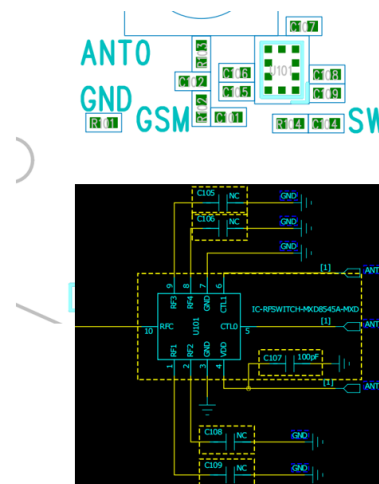 C107
ANT0
R103
U101
C102
C106
C108
C105
C109
GND
R102
R101
GSM
C101
R104
C104
SW
C105
NC
GND
C106
NC
GND
GND
[1]
ANT
9
8
7
6
RF3
RF4
GND
CTL1
IC-RFSWITCH-MXD8545A-MXD
10
RFC
U101
CTL0
5
[1]
ANT
RF1
RF2
GND
VDD
C107
100pF
1
2
3
4
[1]
ANT
C108
NC
GND
C109
NC
GND